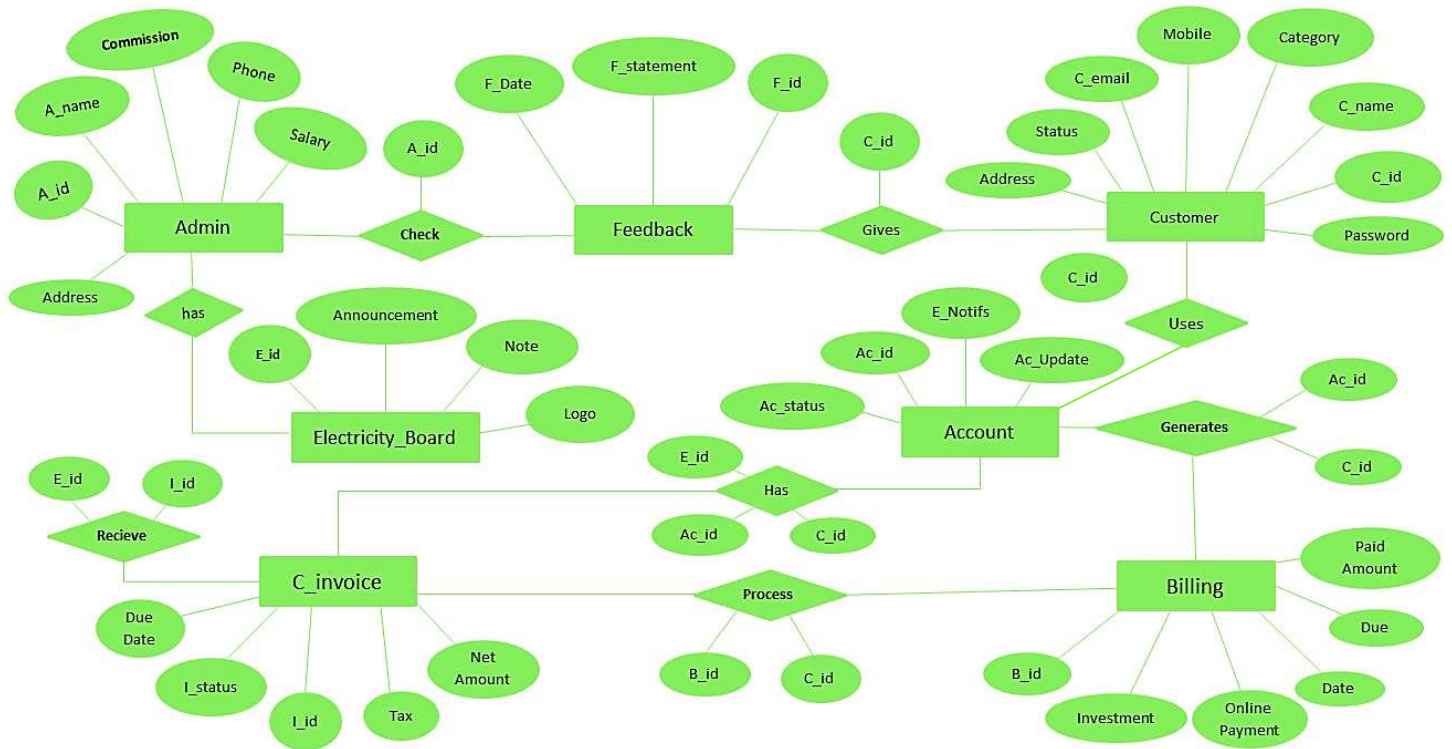 Commission
Mobile
Category
Phone
F_statement
C_email
F_Date
F_id
A_name
C_name
Salary
Status
A_id
C_id
A_id
Address
C_id
Admin
Check
Feedback
Gives
Customer
Password
Address
C_id
has
Announcement
E_Notifs
Uses
E_id
Note
Ac_id
Ac_Update
Ac_id
Ac_status
Logo
Electricity_Board
Account
Generates
E_id
C_id
E_id
I_id
Has
Recieve
Ac_id
C_id
C_invoice
Process
Billing
Paid
Amount
Due
Date
Due
Net
Amount
I_status
B_id
C_id
B_id
Date
I_id
Tax
Investment
Online
Payment